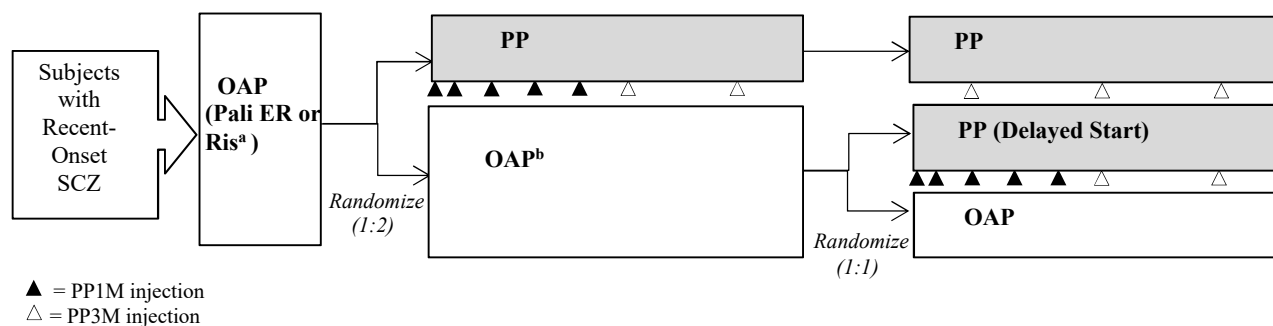 Subjects
with
Recent-
Onset
SCZ
OAP
(Pali ER or
Risᵃ )
Randomize
(1:2)
PP
OAPᵇ
Randomize
(1:1)
PP
PP (Delayed Start)
OAP
▲ = PP1M injection
△ = PP3M injection